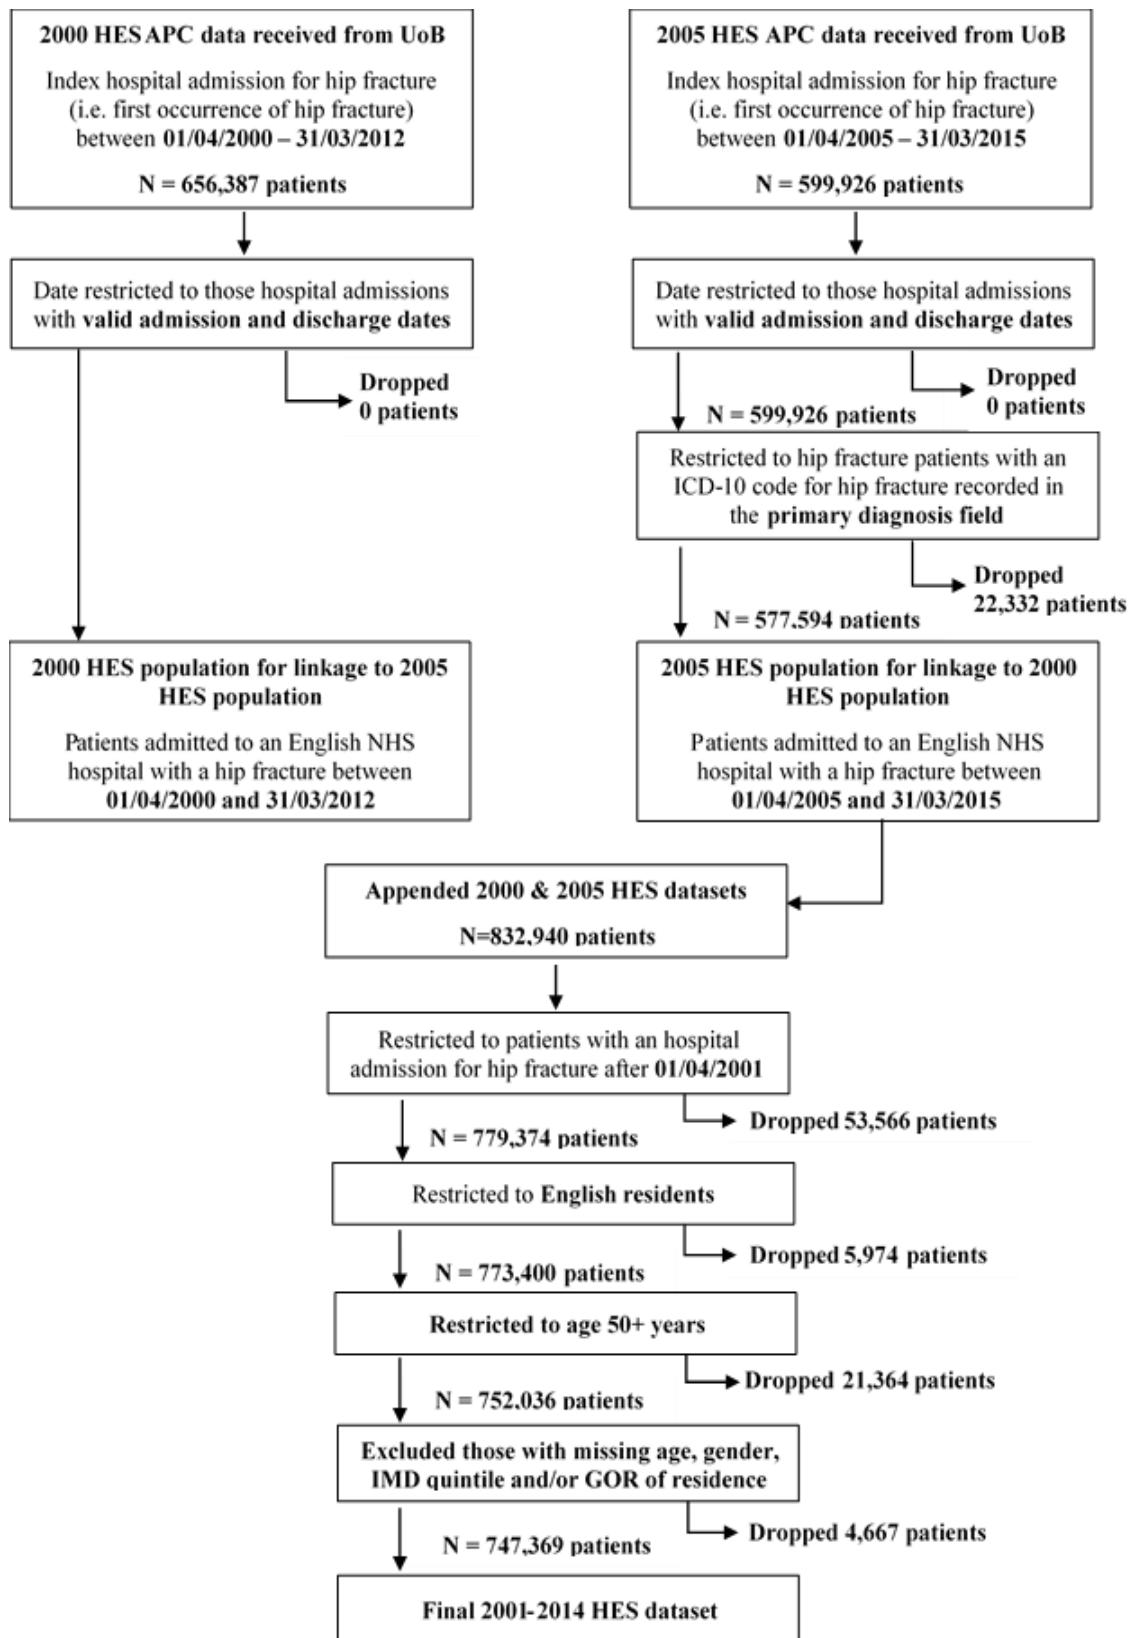 2000 HES APC data received from UoB
Index hospital admission for hip fracture
(i.e. first occurrence of hip fracture)
between 01/04/2000 – 31/03/2012
N = 656,387 patients
2005 HES APC data received from UoB
Index hospital admission for hip fracture
(i.e. first occurrence of hip fracture)
between 01/04/2005 – 31/03/2015
N = 599,926 patients
Date restricted to those hospital admissions
with valid admission and discharge dates
Dropped
0 patients
Date restricted to those hospital admissions
with valid admission and discharge dates
Dropped
0 patients
N = 599,926 patients
Restricted to hip fracture patients with an
ICD-10 code for hip fracture recorded in
the primary diagnosis field
Dropped
22,332 patients
N = 577,594 patients
2000 HES population for linkage to 2005
HES population
Patients admitted to an English NHS
hospital with a hip fracture between
01/04/2000 and 31/03/2012
2005 HES population for linkage to 2000
HES population
Patients admitted to an English NHS
hospital with a hip fracture between
01/04/2005 and 31/03/2015
Appended 2000 & 2005 HES datasets
N=832,940 patients
Restricted to patients with an hospital
admission for hip fracture after 01/04/2001
Dropped 53,566 patients
N = 779,374 patients
Restricted to English residents
Dropped 5,974 patients
N = 773,400 patients
Restricted to age 50+ years
Dropped 21,364 patients
N = 752,036 patients
Excluded those with missing age, gender,
IMD quintile and/or GOR of residence
Dropped 4,667 patients
N = 747,369 patients
Final 2001-2014 HES dataset